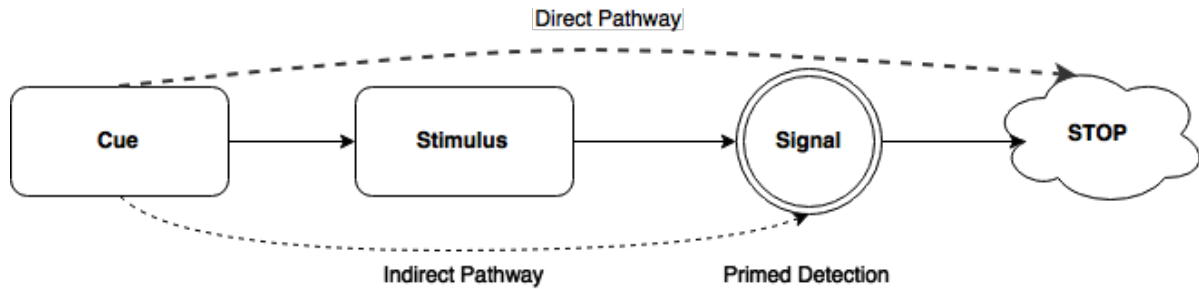 Direct Pathway
Cue
Stimulus
Signal
STOP
Indirect Pathway
Primed Detection